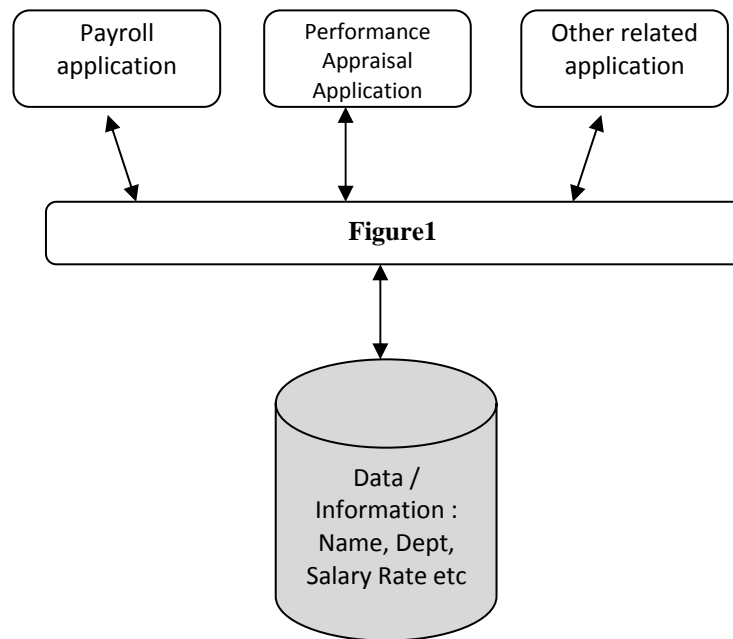 Payroll
application
Performance
Appraisal
Application
Other related
application
Figure1
Data /
Information :
Name, Dept,
Salary Rate etc